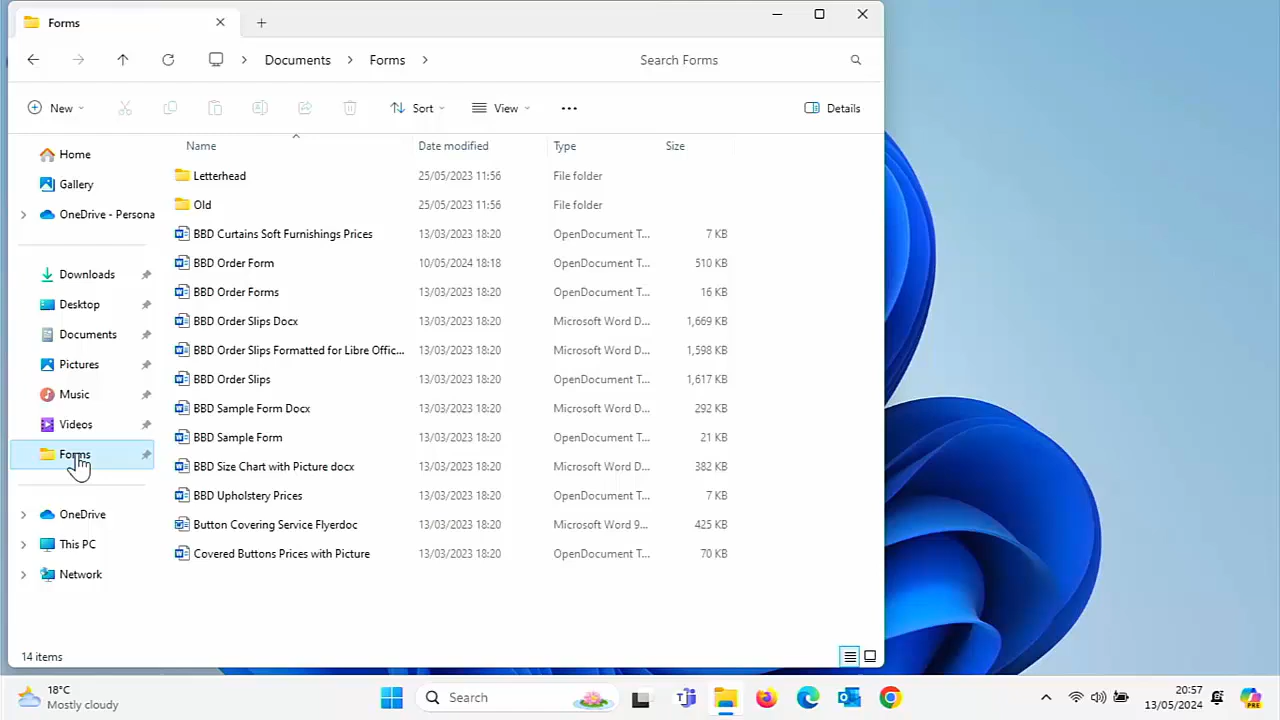 Forms
Documents Forms Search Forms
New Sort View Details
Name Date modified Type Size
Home
Gallery
OneDrive - Persona
Downloads
Desktop
Documents
Pictures
Music
Videos
Forms
OneDrive
This PC
Network
Letterhead 25/05/2023 11:56 File folder
Old 25/05/2023 11:56 File folder
BBD Curtains Soft Furnishings Prices 13/03/2023 18:20 OpenDocument T... 7 KB
BBD Order Form 10/05/2024 18:18 OpenDocument T... 510 KB
BBD Order Forms 13/03/2023 18:20 OpenDocument T... 16 KB
BBD Order Slips Docx 13/03/2023 18:20 Microsoft Word D... 1,669 KB
BBD Order Slips Formatted for Libre Offic... 13/03/2023 18:20 Microsoft Word D... 1,598 KB
BBD Order Slips 13/03/2023 18:20 OpenDocument T... 1,617 KB
BBD Sample Form Docx 13/03/2023 18:20 Microsoft Word D... 292 KB
BBD Sample Form 13/03/2023 18:20 OpenDocument T... 21 KB
BBD Size Chart with Picture docx 13/03/2023 18:20 Microsoft Word D... 382 KB
BBD Upholstery Prices 13/03/2023 18:20 OpenDocument T... 7 KB
Button Covering Service Flyerdoc 13/03/2023 18:20 Microsoft Word 9... 425 KB
Covered Buttons Prices with Picture 13/03/2023 18:20 OpenDocument T... 70 KB
14 items
18°C
Mostly cloudy
Search
20:57
13/05/2024
PRE